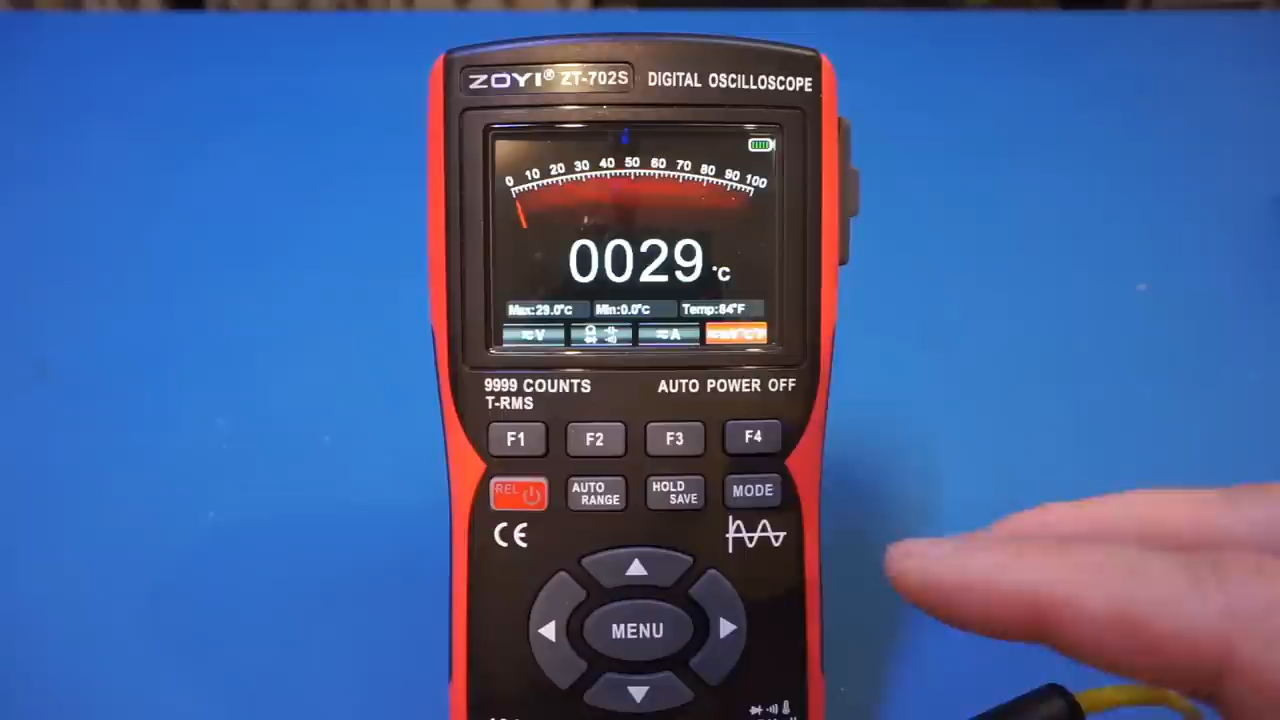 ZOYI® ZT-702S DIGITAL OSCILLOSCOPE
0 10 20 30 40 50 60 70 80 90 100
0029 °C
Max:29.0°C Min:0.0°C Temp:84°F
V A
9999 COUNTS AUTO POWER OFF
T-RMS
F1 F2 F3 F4
REL AUTO RANGE HOLD SAVE MODE
CE
MENU